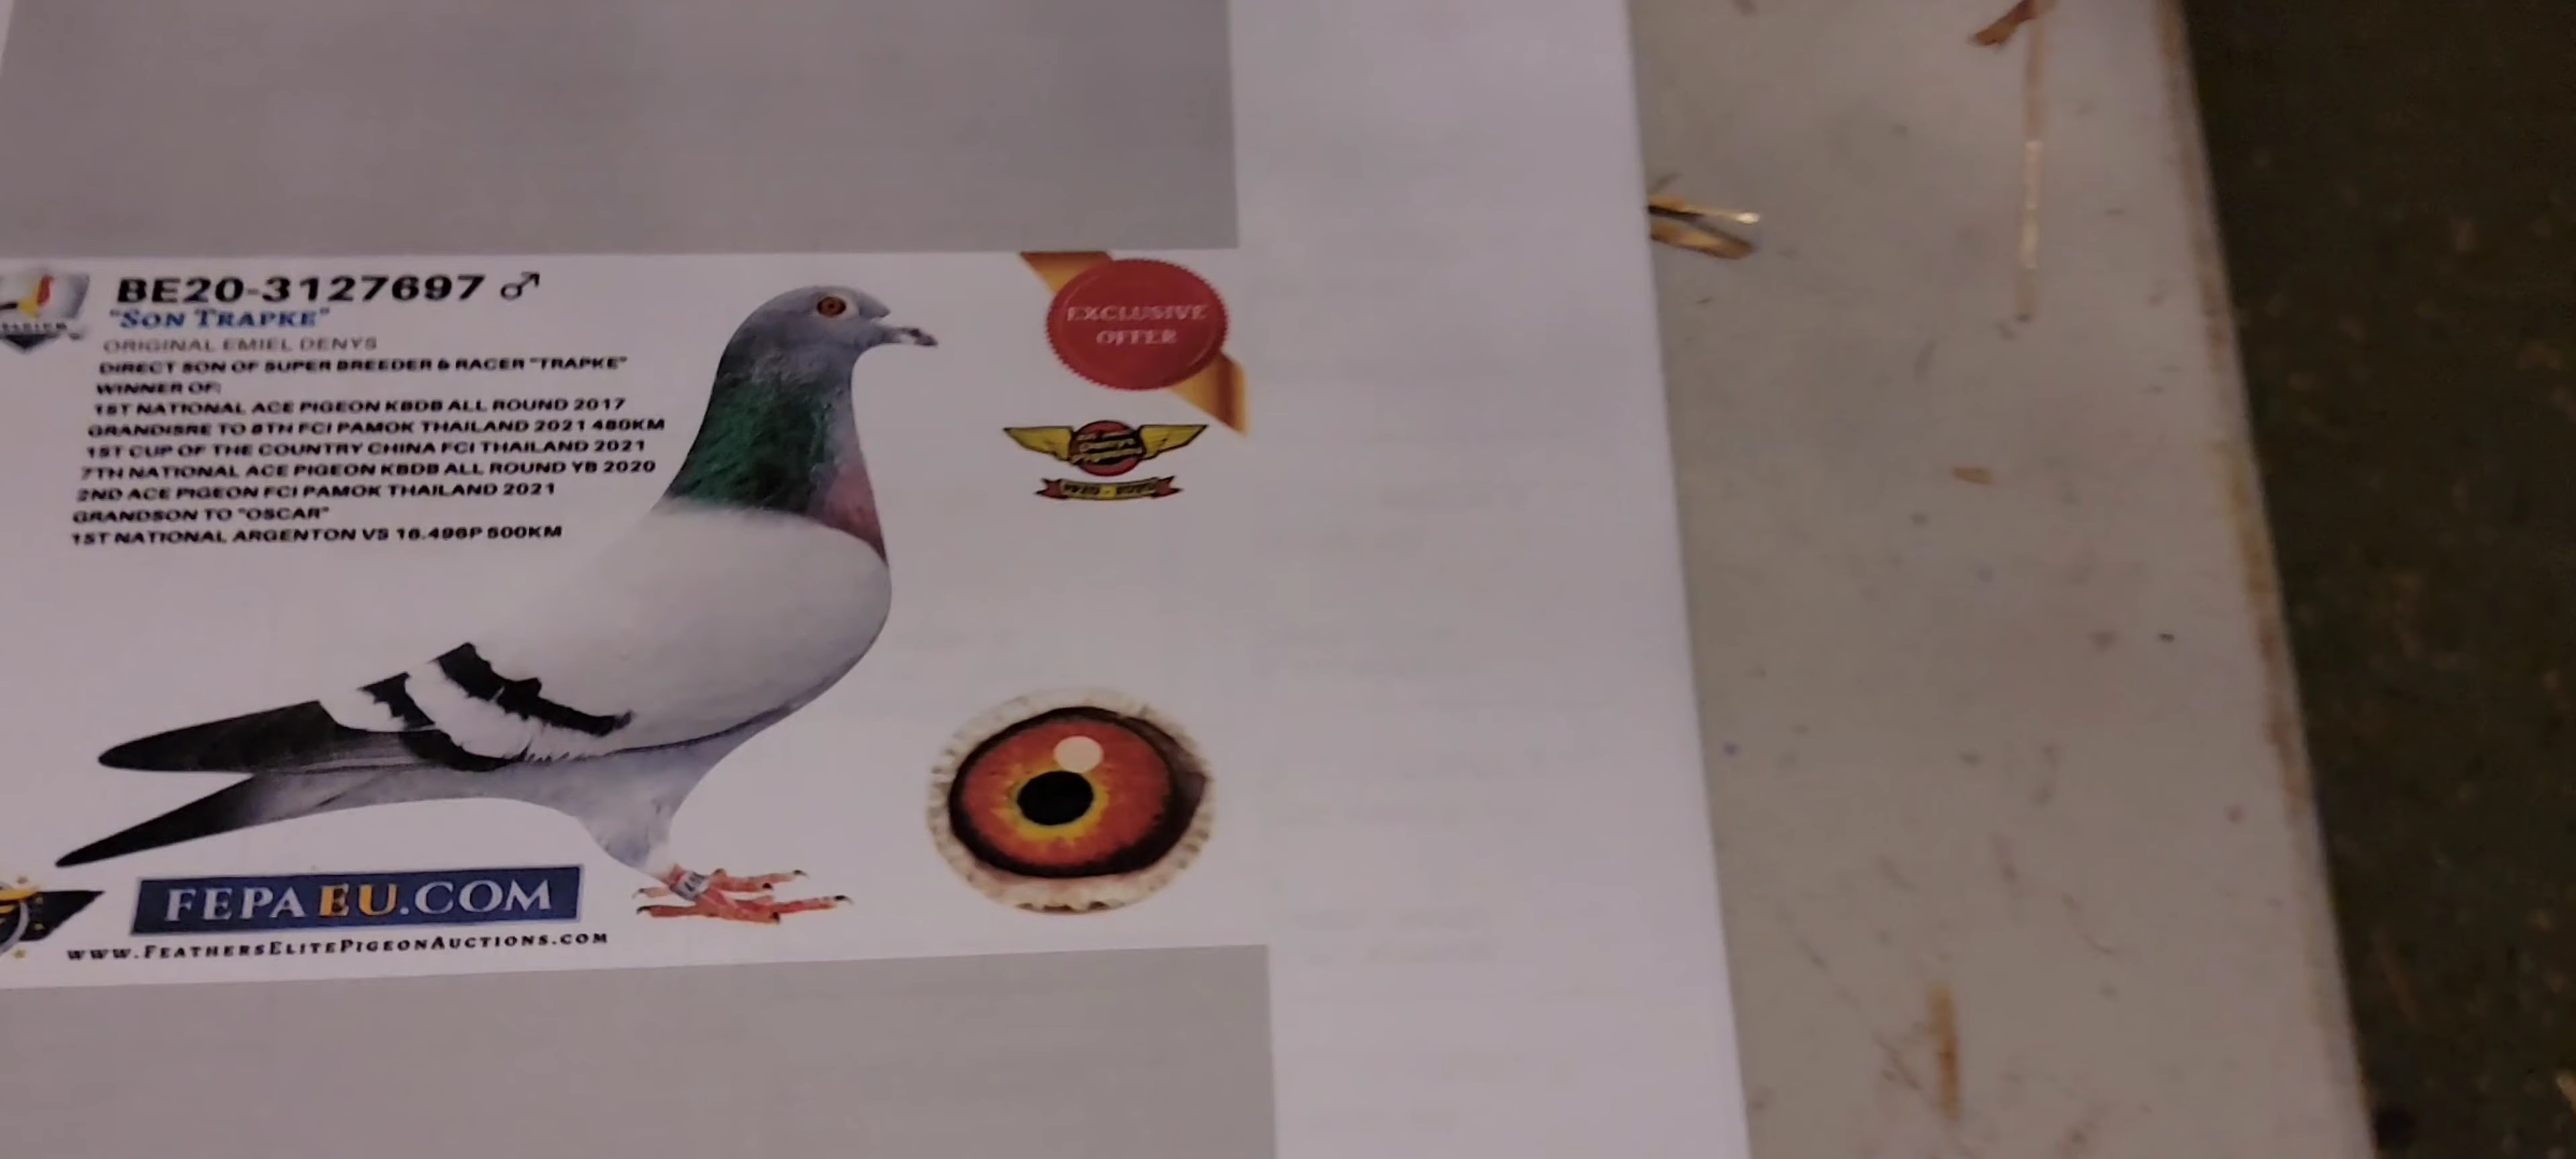 BE20-3127697 ♂
"SON TRAPKE"
ORIGINAL EMIEL DENYS
DIRECT SON OF SUPER BREEDER & RACER "TRAPKE"
WINNER OF:
1ST NATIONAL ACE PIGEON KBDB ALL ROUND 2017
GRANDISRE TO 8TH FCI PAMOK THAILAND 2021 480KM
1ST CUP OF THE COUNTRY CHINA FCI THAILAND 2021
7TH NATIONAL ACE PIGEON KBDB ALL ROUND YB 2020
2ND ACE PIGEON FCI PAMOK THAILAND 2021
GRANDSON TO "OSCAR"
1ST NATIONAL ARGENTON VS 16.496P 500KM
EXCLUSIVE
OFFER
FEPAEU.COM
WWW.FEATHERSELITEPIGEONAUCTIONS.COM